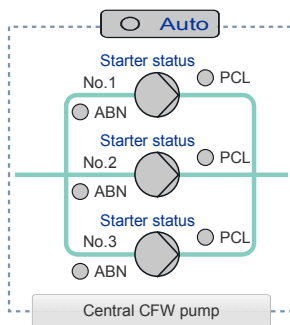 Auto
Starter status
No.1
PCL
ABN
Starter status
No.2
PCL
ABN
Starter status
No.3
PCL
ABN
Central CFW pump